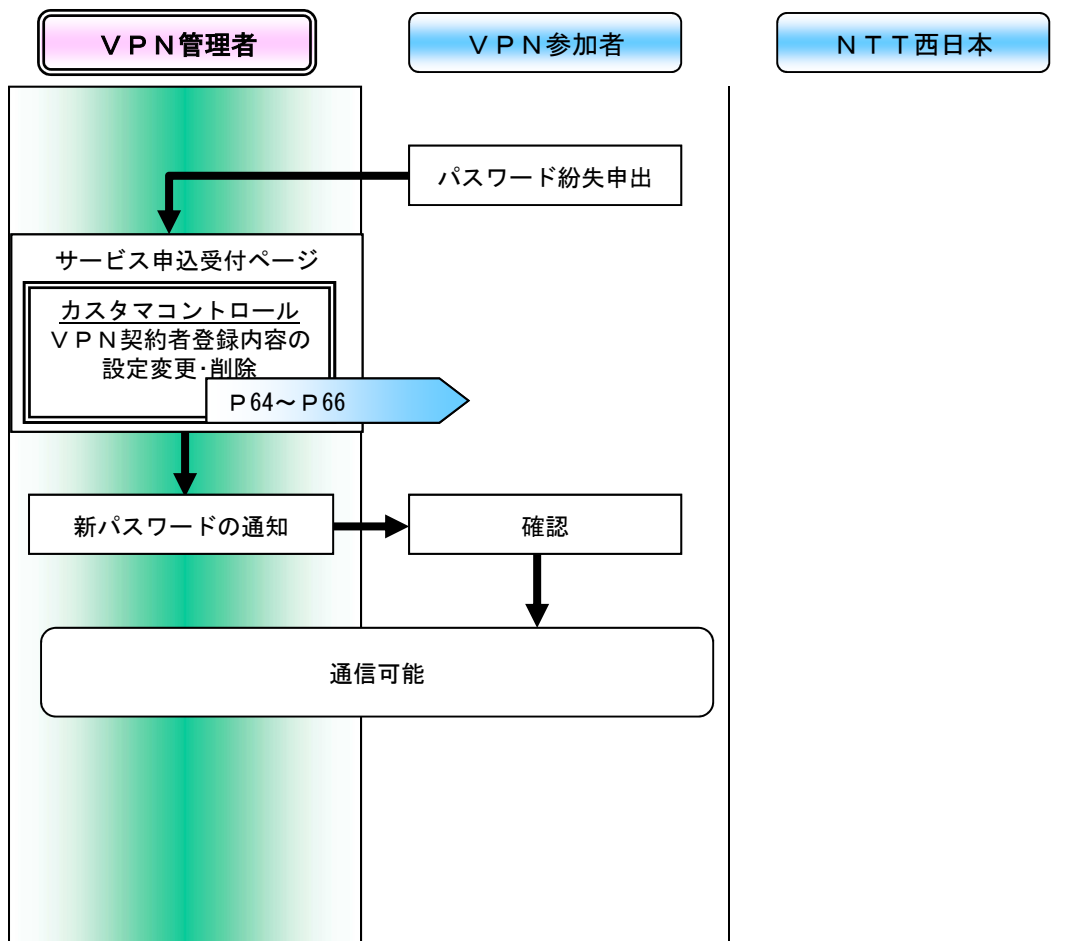 ＶＰＮ管理者
ＶＰＮ参加者
ＮＴＴ西日本
パスワード紛失申出
サービス申込受付ページ
カスタマコントロール
ＶＰＮ契約者登録内容の
設定変更･削除
Ｐ64～Ｐ66
新パスワードの通知
確認
通信可能